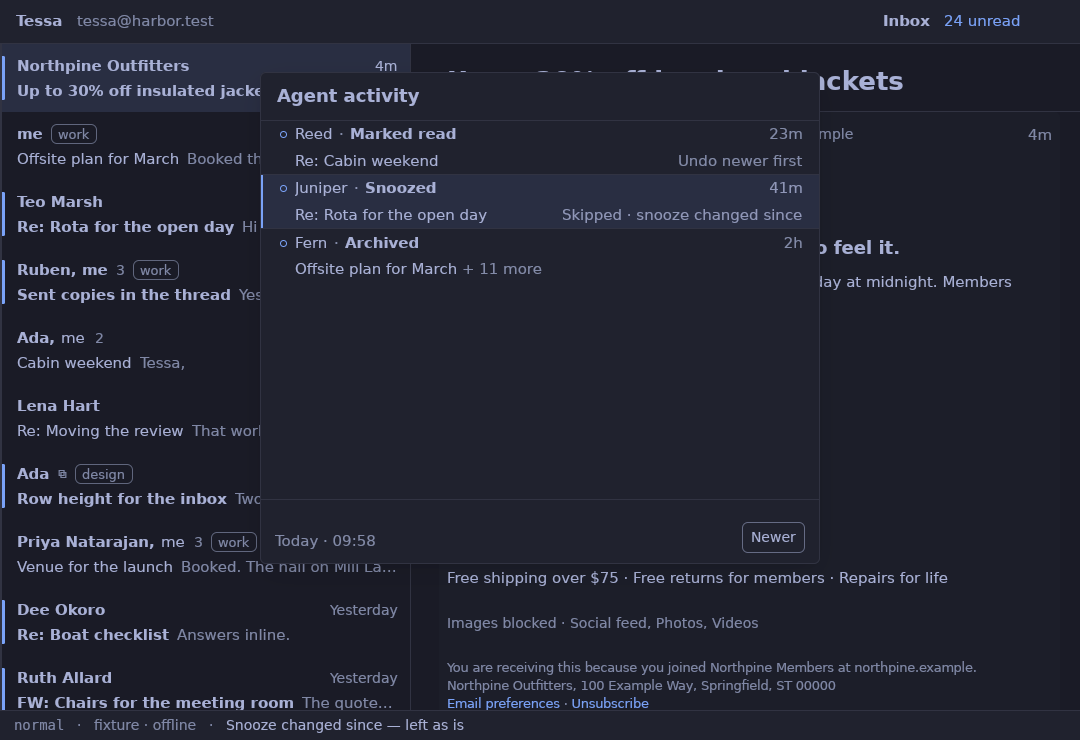 Tessa tessa@harbor.test Inbox 24 unread
Northpine Outfitters 4m
Up to 30% off insulated jacke
me work
Offsite plan for March Booked th
Teo Marsh
Re: Rota for the open day Hi
Ruben, me 3 work
Sent copies in the thread Yes
Ada, me 2
Cabin weekend Tessa,
Lena Hart
Re: Moving the review That work
Ada design
Row height for the inbox Two
Priya Natarajan, me 3 work
Venue for the launch Booked. The hall on Mill La…
Dee Okoro Yesterday
Re: Boat checklist Answers inline.
Ruth Allard Yesterday
FW: Chairs for the meeting room The quote…
Agent activity
Reed · Marked read 23m
Re: Cabin weekend Undo newer first
Juniper · Snoozed 41m
Re: Rota for the open day Skipped · snooze changed since
Fern · Archived 2h
Offsite plan for March + 11 more
Today · 09:58 Newer
jackets
mple 4m
o feel it.
day at midnight. Members
Free shipping over $75 · Free returns for members · Repairs for life
Images blocked · Social feed, Photos, Videos
You are receiving this because you joined Northpine Members at northpine.example.
Northpine Outfitters, 100 Example Way, Springfield, ST 00000
Email preferences · Unsubscribe
normal · fixture · offline · Snooze changed since — left as is